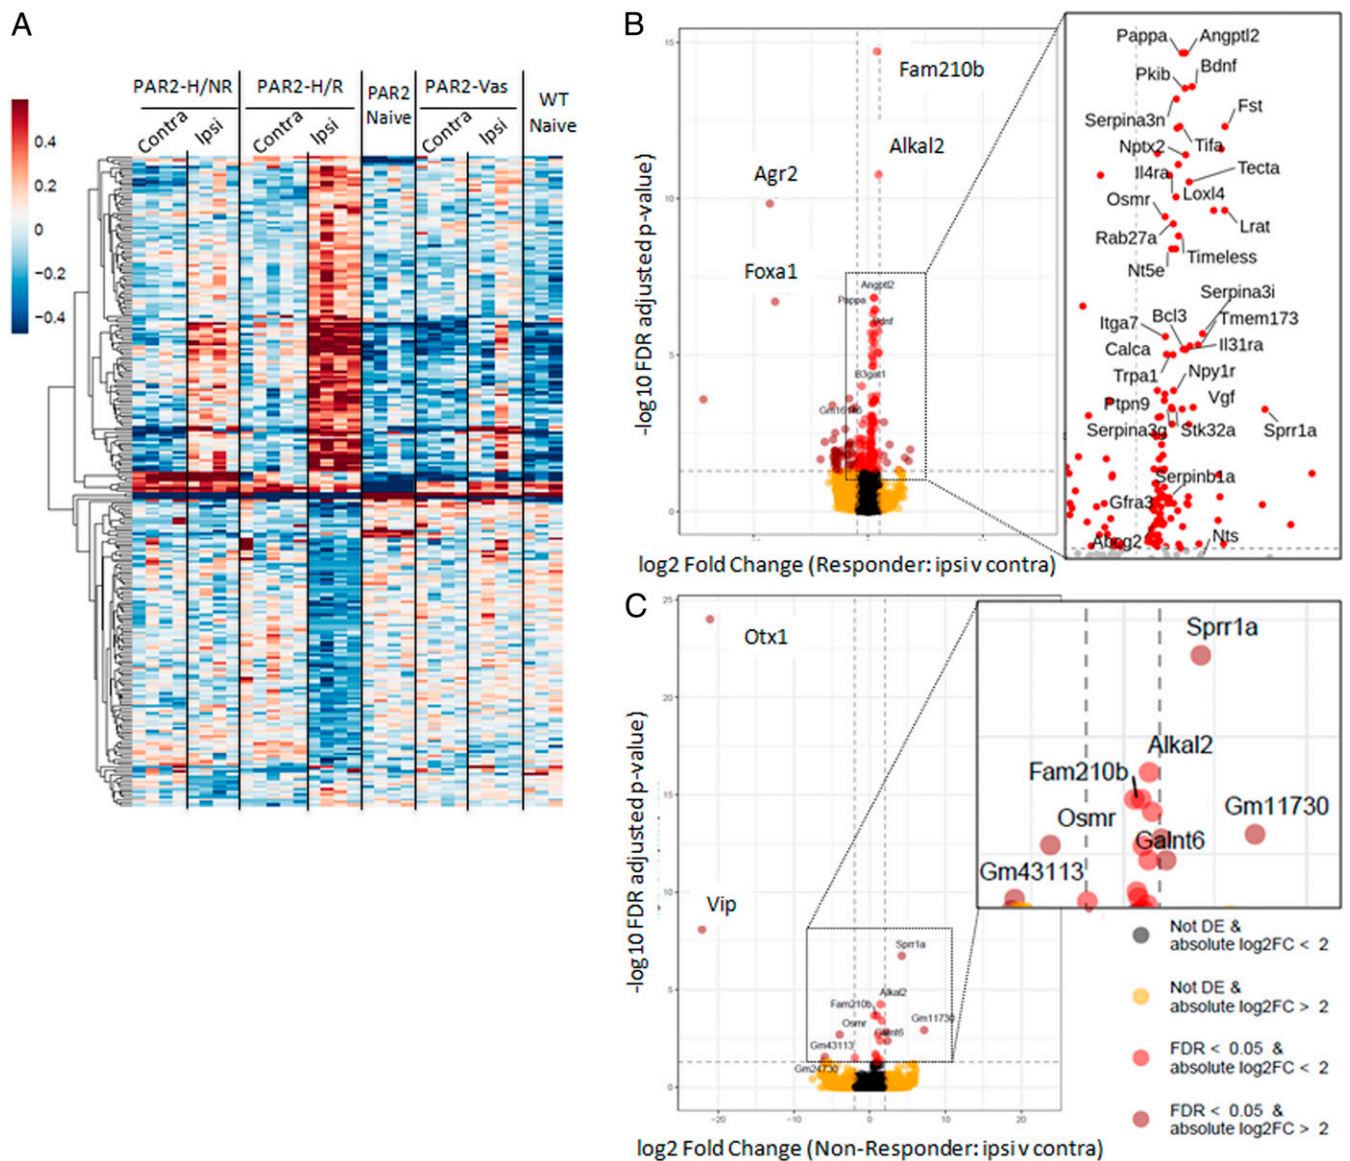 A
PAR2-H/NR
PAR2-H/R
PAR2
Naive
PAR2-Vas
WT
Naive
Contra
Ipsi
Contra
Ipsi
Contra
Ipsi
0.4
0.2
0
−0.2
−0.4
B
15
10
5
0
-log10 FDR adjusted p-value)
Fam210b
Alkal2
Agr2
Foxa1
Angptl2
Pappa
Bdnf
B3gat1
log2 Fold Change (Responder: ipsi v contra)
Pappa
Angptl2
Pkib
Bdnf
Serpina3n
Fst
Nptx2
Tifa
Il4ra
Tecta
Osmr
Loxl4
Rab27a
Lrat
Nt5e
Timeless
Serpina3i
Itga7
Bcl3
Tmem173
Calca
Il31ra
Trpa1
Npy1r
Ptpn9
Vgf
Serpina3g
Stk32a
Sprr1a
Serpinb1a
Gfra3
Abcg2
Nts
C
25
20
15
10
5
0
−20
−10
0
10
20
-log10 FDR adjusted p-value)
Otx1
Vip
Sprr1a
Alkal2
Fam210b
Osmr
Gm11730
Galnt6
Gm43113
Gm24730
log2 Fold Change (Non-Responder: ipsi v contra)
Sprr1a
Alkal2
Fam210b
Osmr
Gm11730
Galnt6
Gm43113
Not DE &
absolute log2FC < 2
Not DE &
absolute log2FC > 2
FDR < 0.05 &
absolute log2FC < 2
FDR < 0.05 &
absolute log2FC > 2